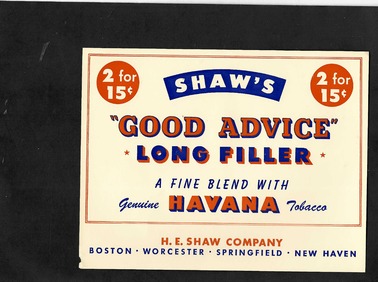 2 for 15¢
SHAW'S
2 for 15¢
"GOOD ADVICE"
* LONG FILLER *
A FINE BLEND WITH
Genuine HAVANA Tobacco
H. E. SHAW COMPANY
BOSTON · WORCESTER · SPRINGFIELD · NEW HAVEN